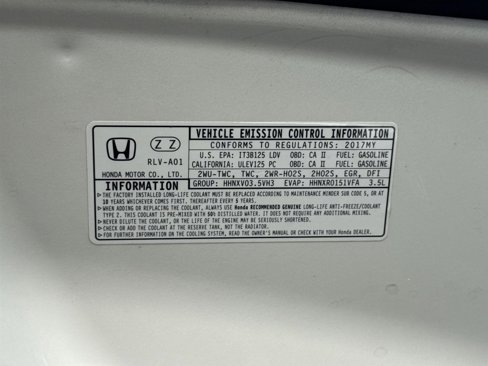 VEHICLE EMISSION CONTROL INFORMATION
CONFORMS TO REGULATIONS: 2017MY
U.S. EPA: IT3B125 LDV OBD: CA II FUEL: GASOLINE
CALIFORNIA: ULEV125 PC OBD: CA II FUEL: GASOLINE
2WU-TWC, TWC, 2WR-HO2S, 2HO2S, EGR, DFI
GROUP: HHNXV03.5VH3 EVAP: HHNXR0151VFA 3.5L
Z Z
RLV-A01
HONDA MOTOR CO., LTD.
INFORMATION
THE FACTORY INSTALLED LONG-LIFE COOLANT MUST BE REPLACED ACCORDING TO MAINTENANCE MINDER SUB CODE 5, OR AT
10 YEARS WHICHEVER COMES FIRST. THEREAFTER EVERY 5 YEARS.
WHEN ADDING OR REPLACING THE COOLANT, ALWAYS USE Honda RECOMMENDED GENUINE LONG-LIFE ANTI-FREEZE/COOLANT
TYPE 2. THIS COOLANT IS PRE-MIXED WITH 50% DISTILLED WATER. IT DOES NOT REQUIRE ANY ADDITIONAL MIXING.
NEVER DILUTE THE COOLANT, OR THE LIFE OF THE ENGINE MAY BE SERIOUSLY SHORTENED.
CHECK OR ADD THE COOLANT AT THE RESERVE TANK, NOT THE RADIATOR.
FOR FURTHER INFORMATION ON THE COOLING SYSTEM, READ THE OWNER'S MANUAL OR CHECK WITH YOUR Honda DEALER.